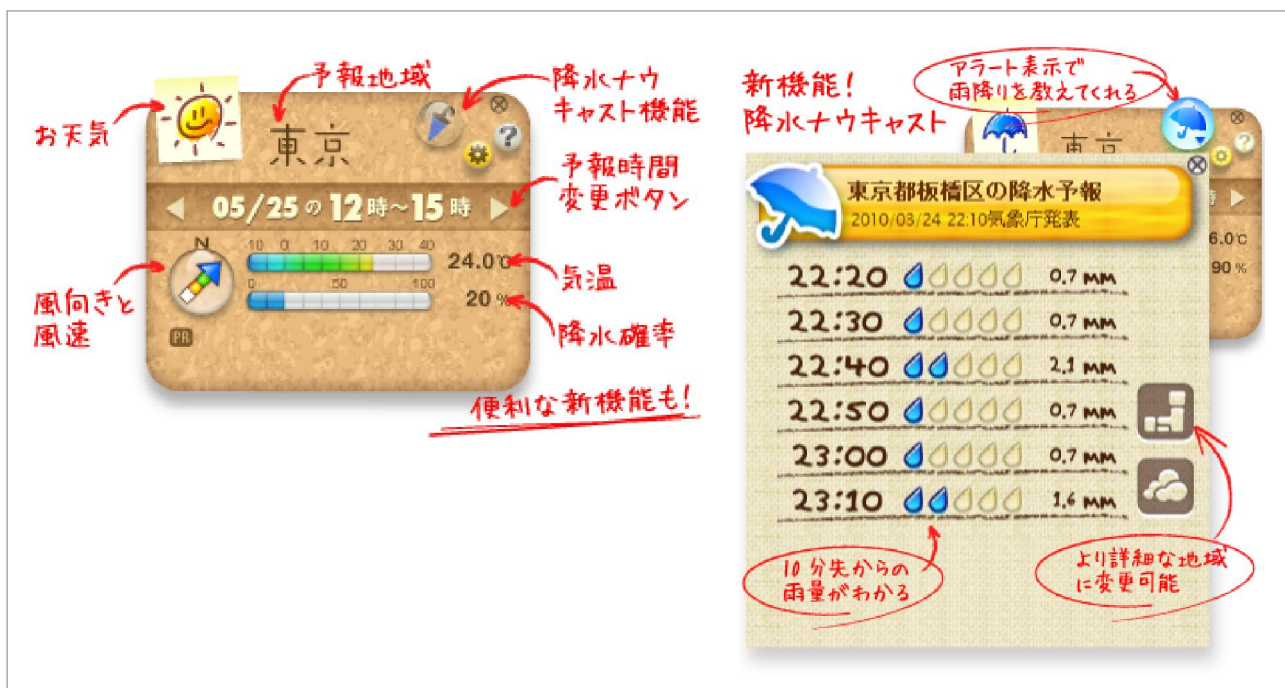 予報地域
お天気
降水ナウ
キャスト機能
東京
?
予報時間
変更ボタン
05/25の12時～15時
N
-10 0 10 20 30 40
24.0℃
気温
0 50 100
20%
降水確率
風向きと
風速
PR
便利な新機能も!
新機能!
降水ナウキャスト
アラート表示で
雨降りを教えてくれる
東京
?
時
6.0℃
90%
東京都板橋区の降水予報
2010/03/24 22:10気象庁発表
22:20 0.7 mm
22:30 0.7 mm
22:40 2.1 mm
22:50 0.7 mm
23:00 0.7 mm
23:10 1.6 mm
10分先からの
雨量がわかる
より詳細な地域
に変更可能